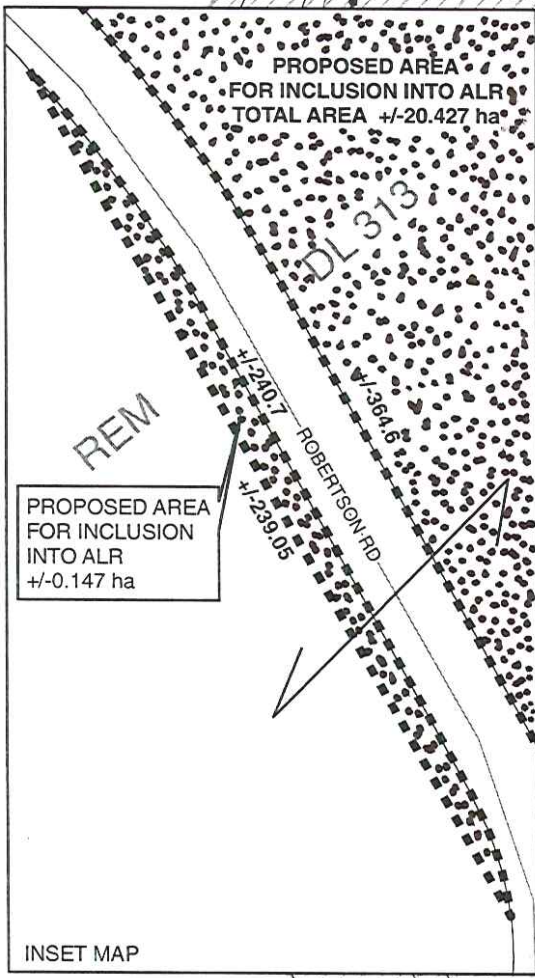 PROPOSED AREA
FOR INCLUSION INTO ALR
TOTAL AREA +/-20.427 ha
DL 313
+/-364.6
+/-240.7
ROBERTSON RD
+/-239.05
REM
PROPOSED AREA
FOR INCLUSION
INTO ALR
+/-0.147 ha
INSET MAP